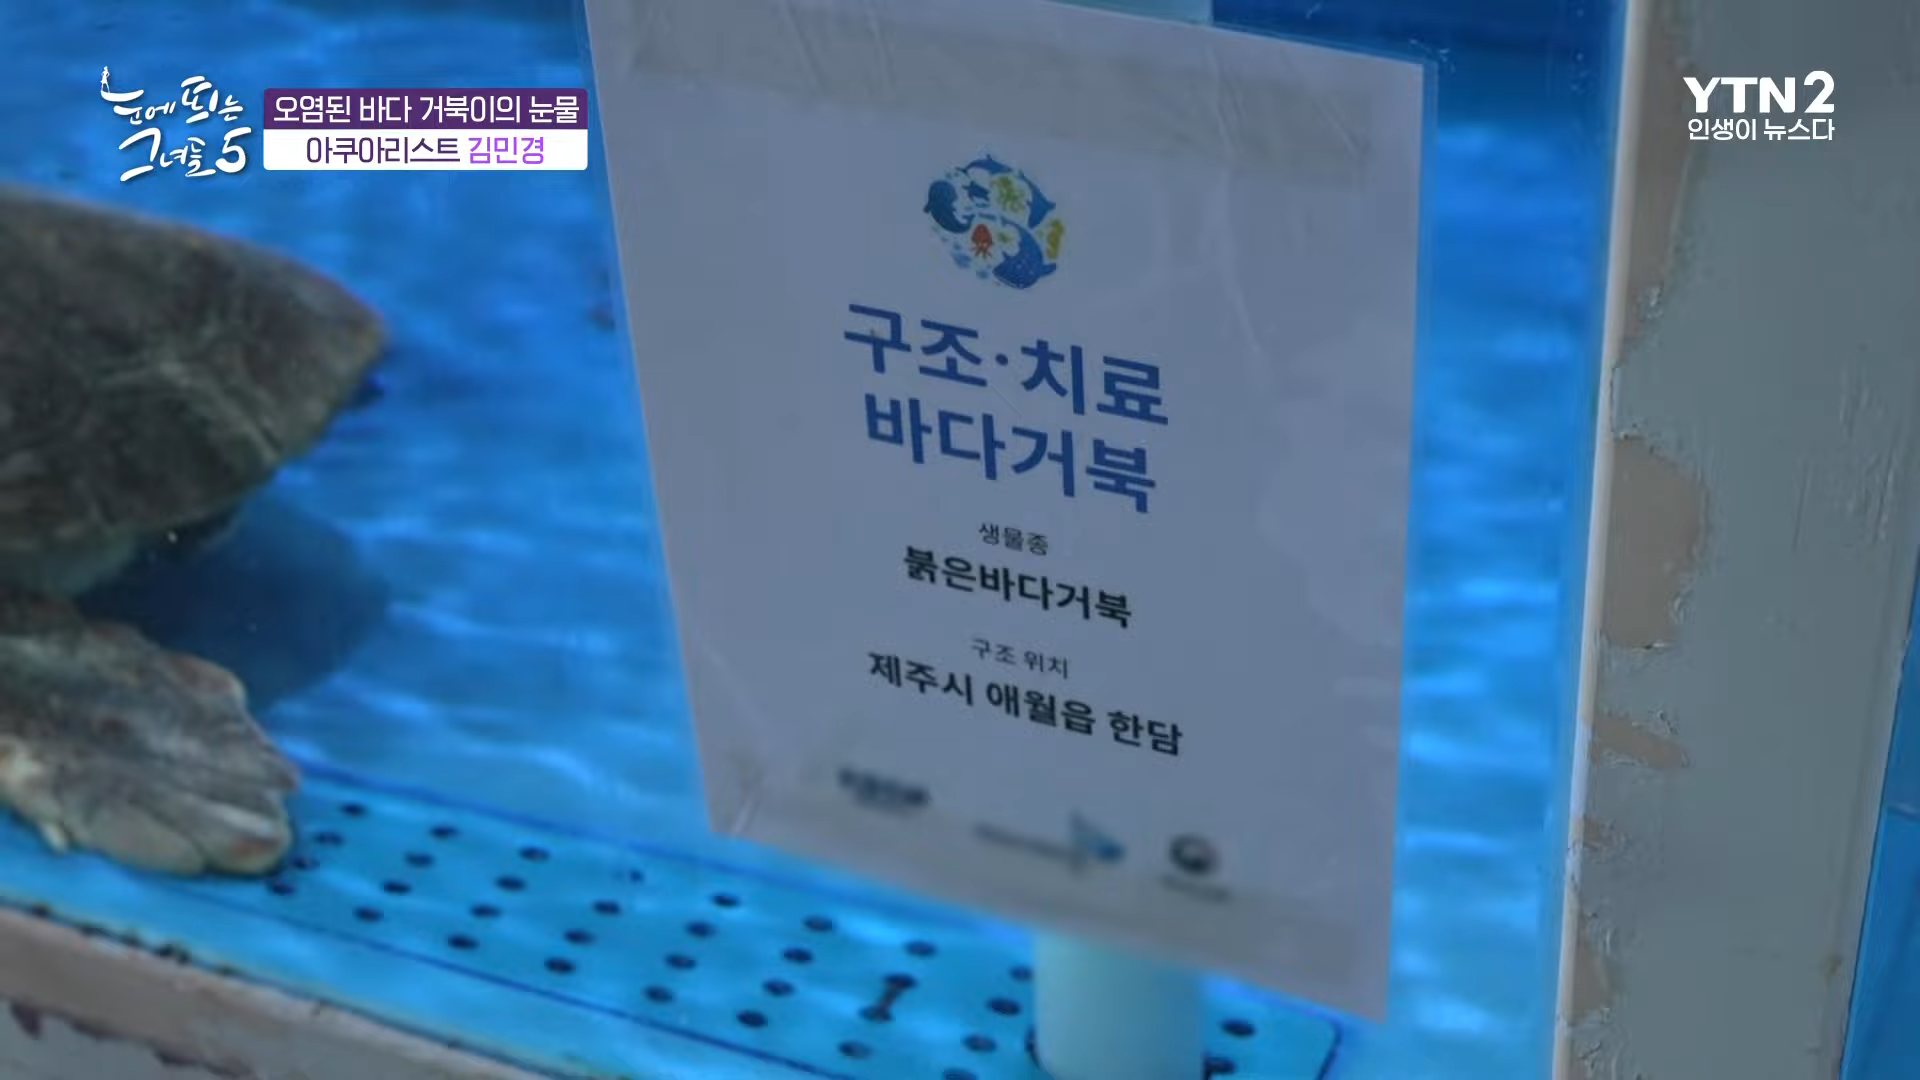 눈에 띄는
그녀들 5
오염된 바다 거북이의 눈물
아쿠아리스트 김민경
YTN2
인생이 뉴스다
구조·치료
바다거북
생물종
붉은바다거북
구조 위치
제주시 애월읍 한담